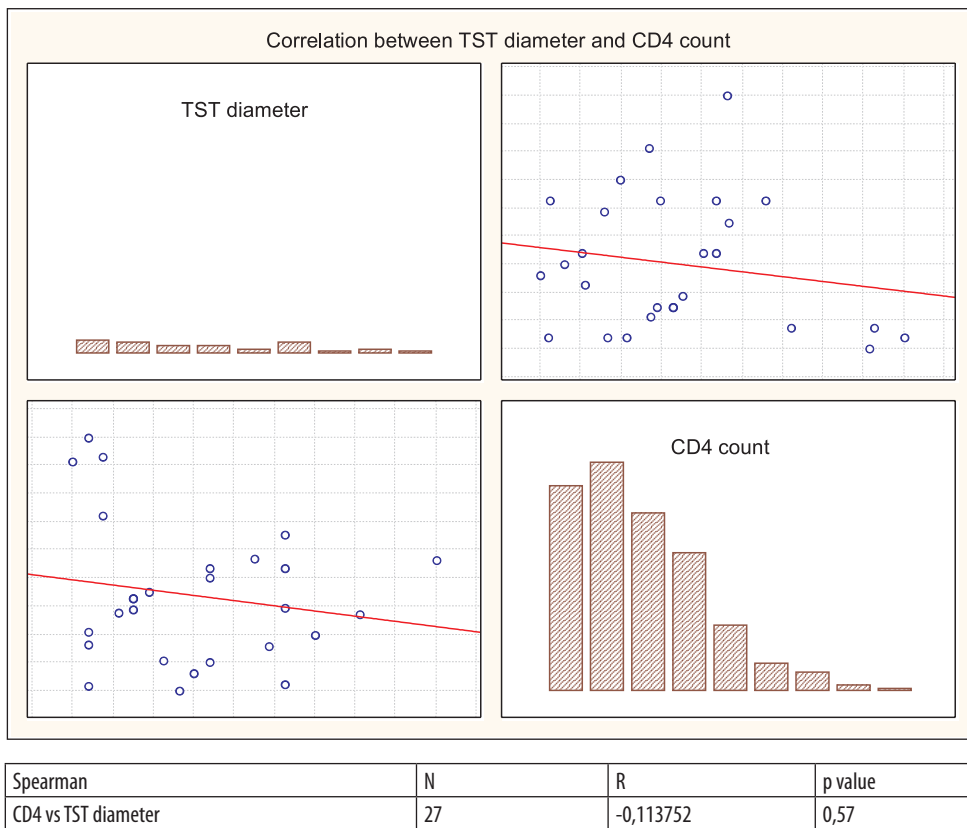 Correlation between TST diameter and CD4 count
TST diameter
CD4 count
Spearman N R p value
CD4 vs TST diameter 27 -0,113752 0,57